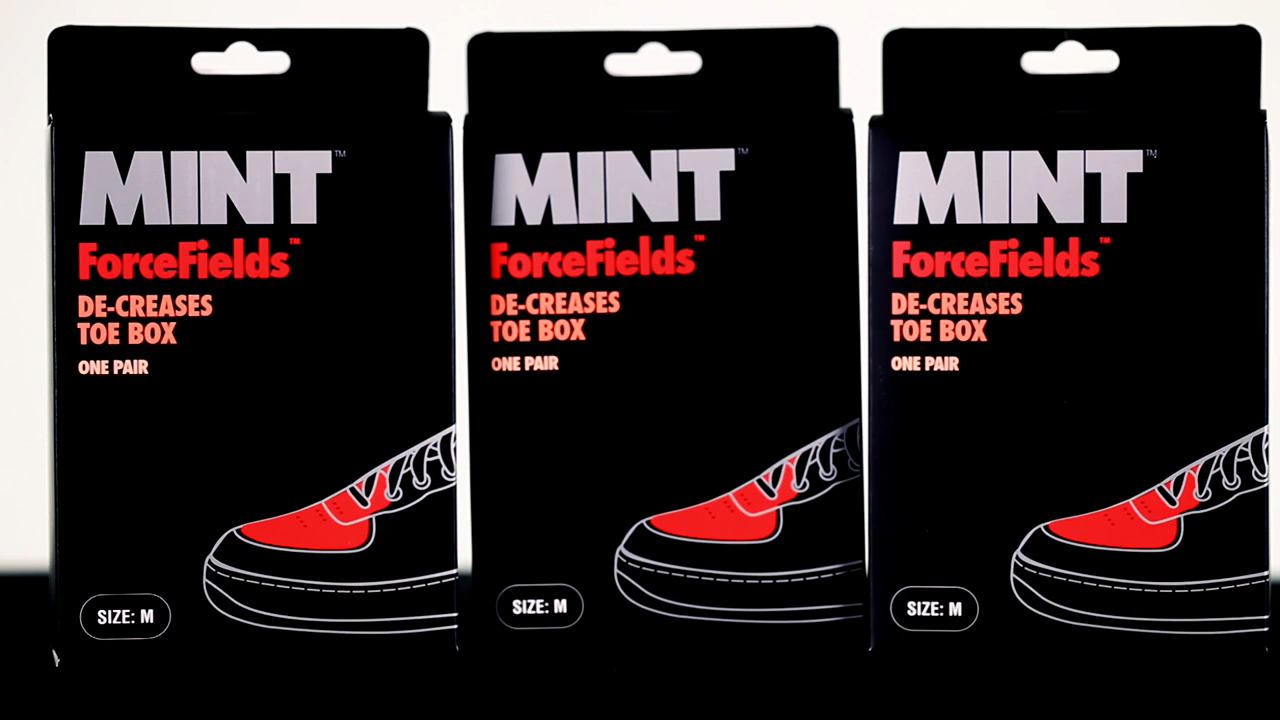 MINT™
ForceFields™
DE-CREASES
TOE BOX
ONE PAIR
SIZE: M
MINT™
ForceFields™
DE-CREASES
TOE BOX
ONE PAIR
SIZE: M
MINT™
ForceFields™
DE-CREASES
TOE BOX
ONE PAIR
SIZE: M